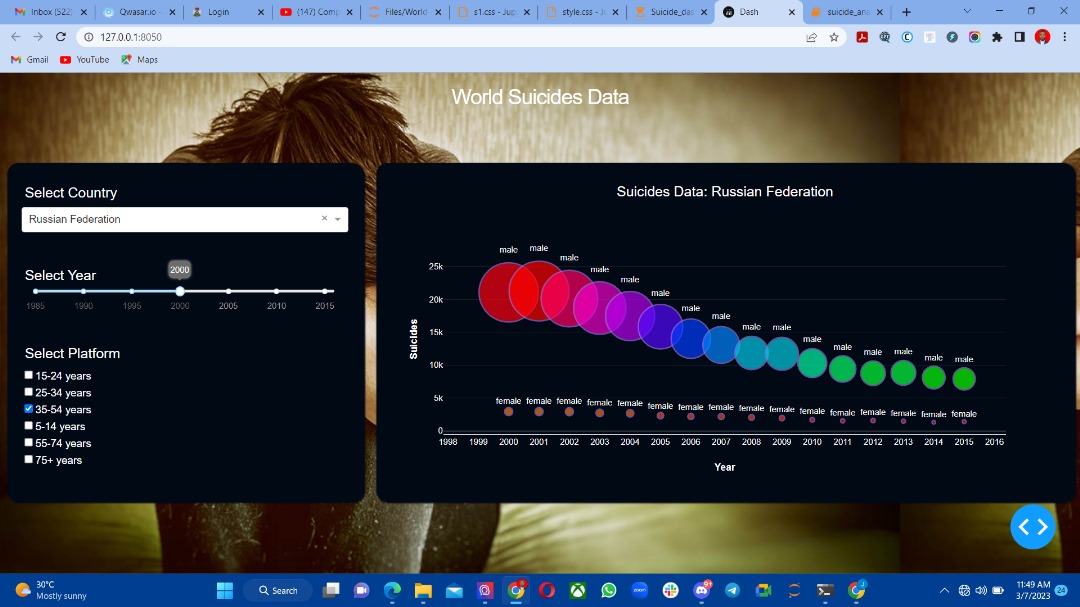 Inbox (522)
Qwasar.io -
Login
(147) Comp
Files/World-
s1.css - Jup
style.css - Ju
Suicide_das
Dash
suicide_ana
127.0.0.1:8050
Gmail YouTube Maps
World Suicides Data
Select Country
Russian Federation
Select Year
2000
1985 1990 1995 2000 2005 2010 2015
Select Platform
15-24 years
25-34 years
35-54 years
5-14 years
55-74 years
75+ years
Suicides Data: Russian Federation
male male male male male male male male male male male male male male male male
25k
20k
15k
10k
5k
0
Suicides
female female female female female female female female female female female female female female female female
1998 1999 2000 2001 2002 2003 2004 2005 2006 2007 2008 2009 2010 2011 2012 2013 2014 2015 2016
Year
30°C
Mostly sunny
Search
zoom
11:49 AM
3/7/2023
24